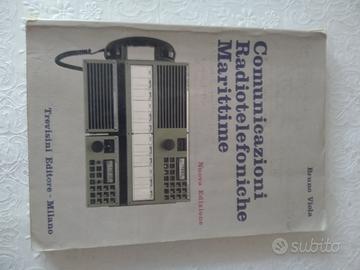 Bruno Viola
Comunicazioni
Radiotelefoniche
Marittime
Nuova Edizione
Trevisini Editore - Milano
subito